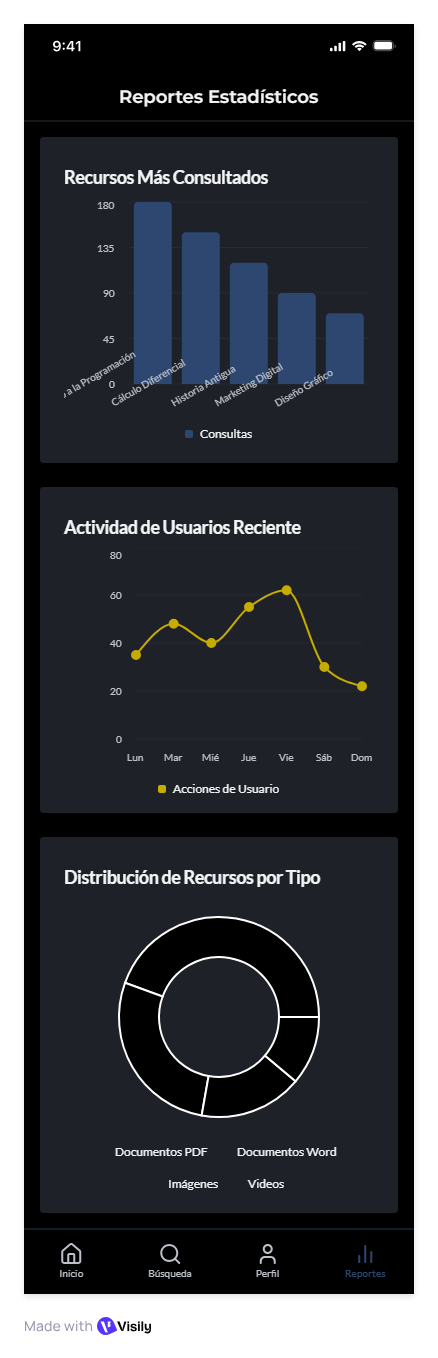 9:41
Reportes Estadísticos
Recursos Más Consultados
180
135
90
45
0
a la Programación
Cálculo Diferencial
Historia Antigua
Marketing Digital
Diseño Gráfico
Consultas
Actividad de Usuarios Reciente
80
60
40
20
0
Lun Mar Mié Jue Vie Sáb Dom
Acciones de Usuario
Distribución de Recursos por Tipo
Documentos PDF Documentos Word
Imágenes Videos
Inicio Búsqueda Perfil Reportes
Made with Visily